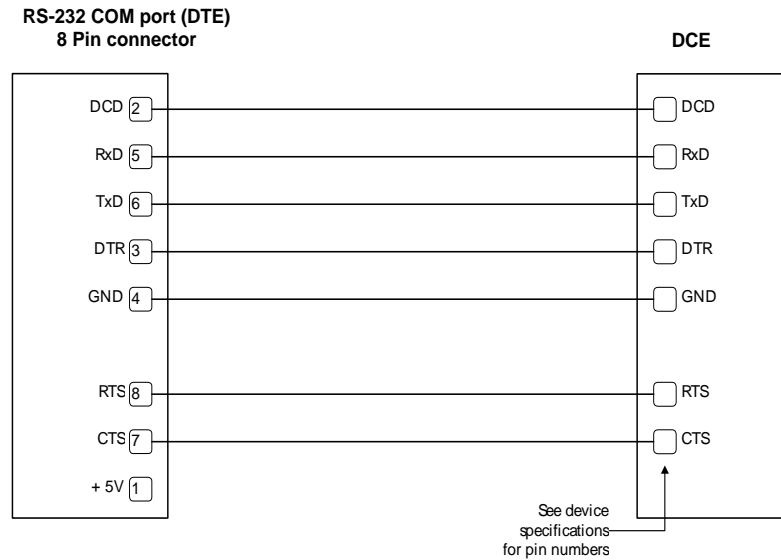 RS-232 COM port (DTE)
8 Pin connector
DCE
DCD 2 DCD
RxD 5 RxD
TxD 6 TxD
DTR 3 DTR
GND 4 GND
RTS 8 RTS
CTS 7 CTS
+ 5V 1
See device
specifications
for pin numbers